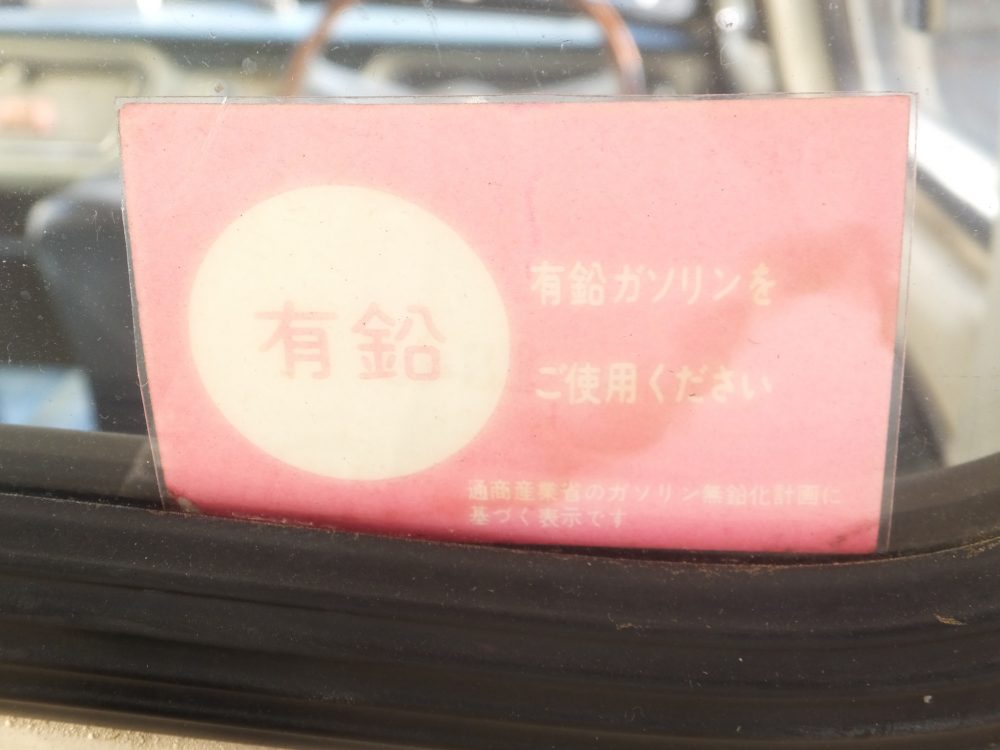 有鉛
有鉛ガソリンを
ご使用ください
通商産業省のガソリン無鉛化計画に
基づく表示です